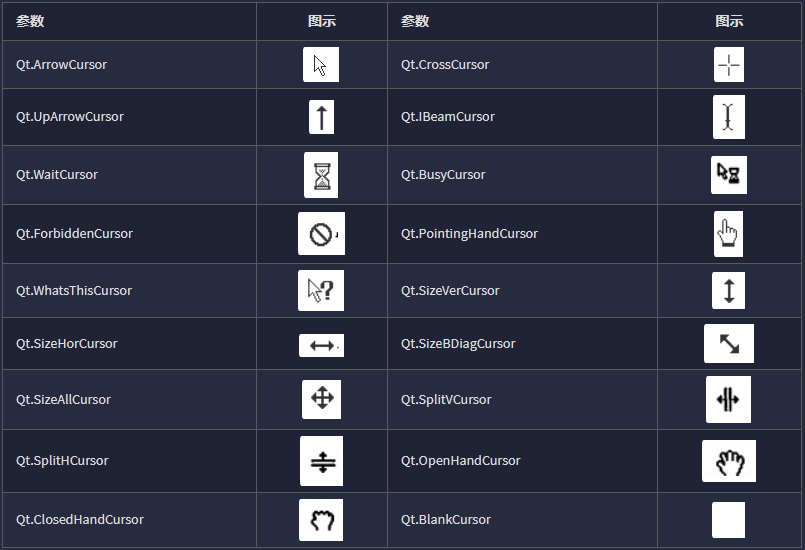 参数 图示 参数 图示
Qt.ArrowCursor Qt.CrossCursor
Qt.UpArrowCursor Qt.IBeamCursor
Qt.WaitCursor Qt.BusyCursor
Qt.ForbiddenCursor Qt.PointingHandCursor
Qt.WhatsThisCursor Qt.SizeVerCursor
Qt.SizeHorCursor Qt.SizeBDiagCursor
Qt.SizeAllCursor Qt.SplitVCursor
Qt.SplitHCursor Qt.OpenHandCursor
Qt.ClosedHandCursor Qt.BlankCursor